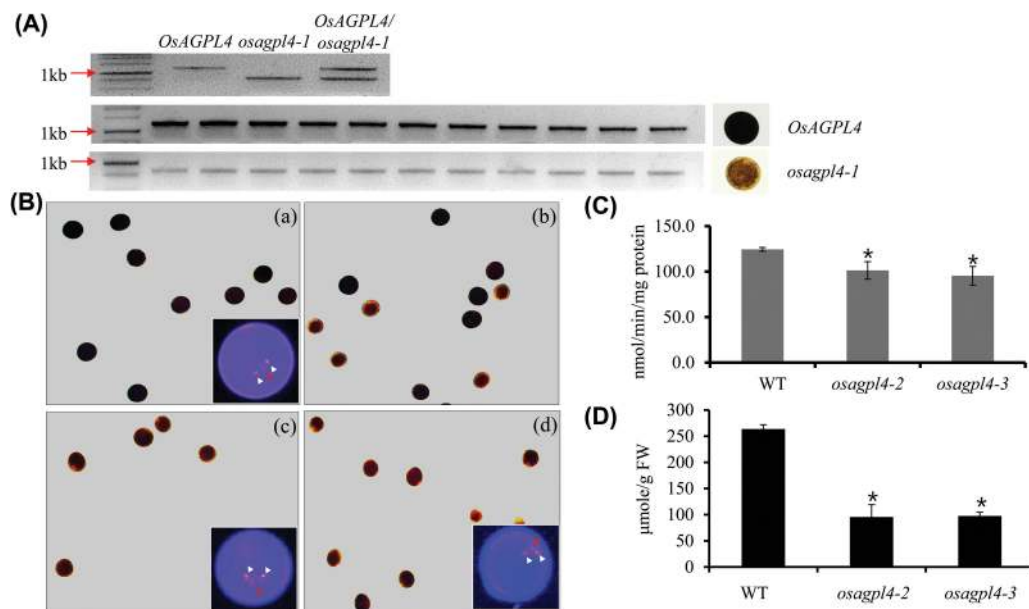 (A)
OsAGPL4 osagpl4-1 OsAGPL4/
osagpl4-1
1kb
1kb
OsAGPL4
1kb
osagpl4-1
(B)
(a)
(b)
(c)
(d)
(C)
nmol/min/mg protein
150.0
100.0
50.0
0.0
*
*
WT osagpl4-2 osagpl4-3
(D)
µmole/g FW
300
250
200
150
100
50
0
*
*
WT osagpl4-2 osagpl4-3